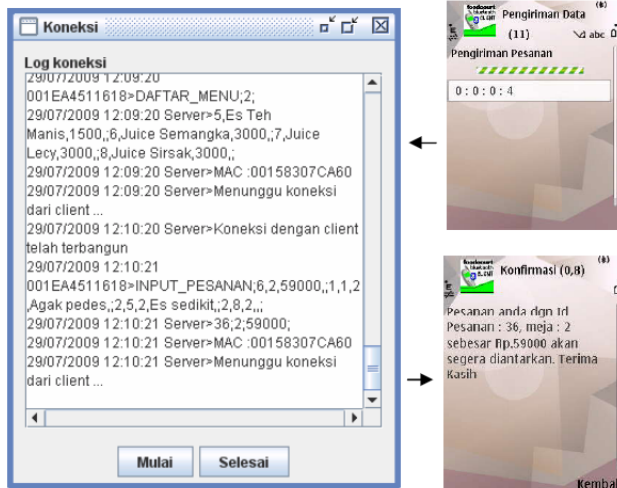 Koneksi
Log koneksi
29/07/2009 12:09:20
001EA4511618>DAFTAR_MENU;2;
29/07/2009 12:09:20 Server>5,Es Teh
Manis,1500,;6,Juice Semangka,3000,;7,Juice
Lecy,3000,;8,Juice Sirsak,3000,;
29/07/2009 12:09:20 Server>MAC :00158307CA60
29/07/2009 12:09:20 Server>Menunggu koneksi
dari client ...
29/07/2009 12:10:20 Server>Koneksi dengan client
telah terbangun
29/07/2009 12:10:21
001EA4511618>INPUT_PESANAN;6,2,59000,;1,1,2
,Agak pedes,;2,5,2,Es sedikit,;2,8,2,,;
29/07/2009 12:10:21 Server>36;2;59000;
29/07/2009 12:10:21 Server>MAC :00158307CA60
29/07/2009 12:10:21 Server>Menunggu koneksi
dari client ...
Mulai Selesai
Pengiriman Data
(11) abc
Pengiriman Pesanan
0 : 0 : 0 : 4
Konfirmasi (0,8)
Pesanan anda dgn Id
Pesanan : 36, meja : 2
sebesar Rp.59000 akan
segera diantarkan. Terima
Kasih
Kembali